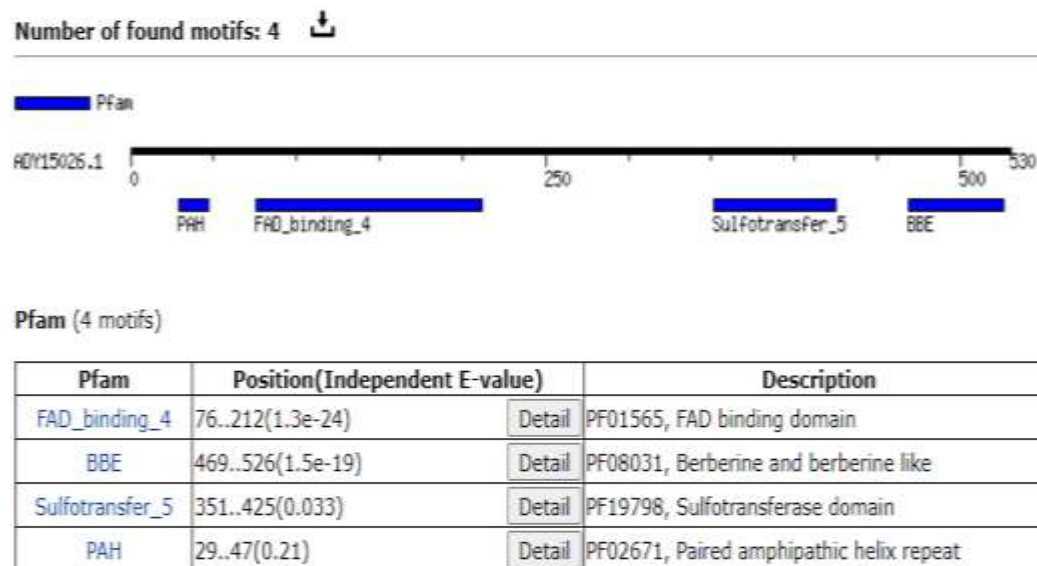 Number of found motifs: 4
Pfam
ADY15026.1
0 250 500 530
PAH FAD_binding_4 Sulfotransfer_5 BBE
Pfam (4 motifs)
Pfam Position(Independent E-value) Description
FAD_binding_4 76..212(1.3e-24) Detail PF01565, FAD binding domain
BBE 469..526(1.5e-19) Detail PF08031, Berberine and berberine like
Sulfotransfer_5 351..425(0.033) Detail PF19798, Sulfotransferase domain
PAH 29..47(0.21) Detail PF02671, Paired amphipathic helix repeat